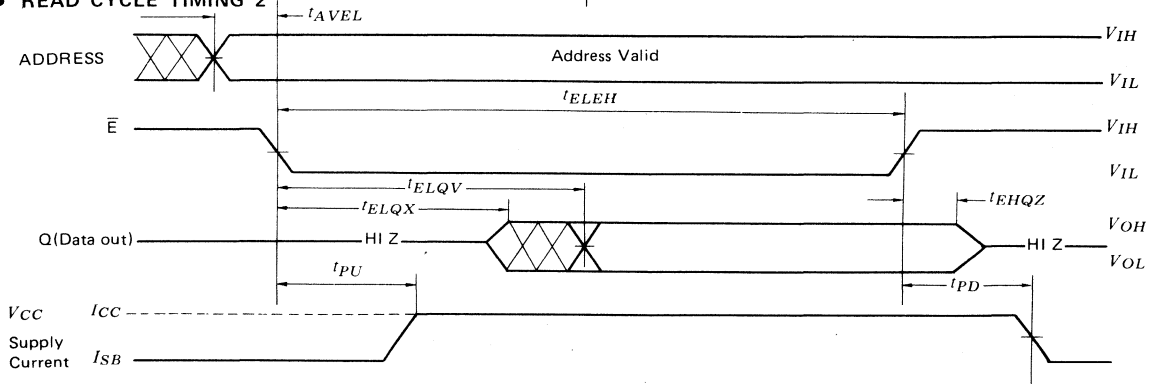 READ CYCLE TIMING 2
tAVEL
ADDRESS
Address Valid
VIH
VIL
tELEH
E̅
VIH
VIL
tELQV
tELQX
tEHQZ
Q(Data out)
HI Z
HI Z
VOH
VOL
tPU
tPD
VCC
Supply
Current
ICC
ISB